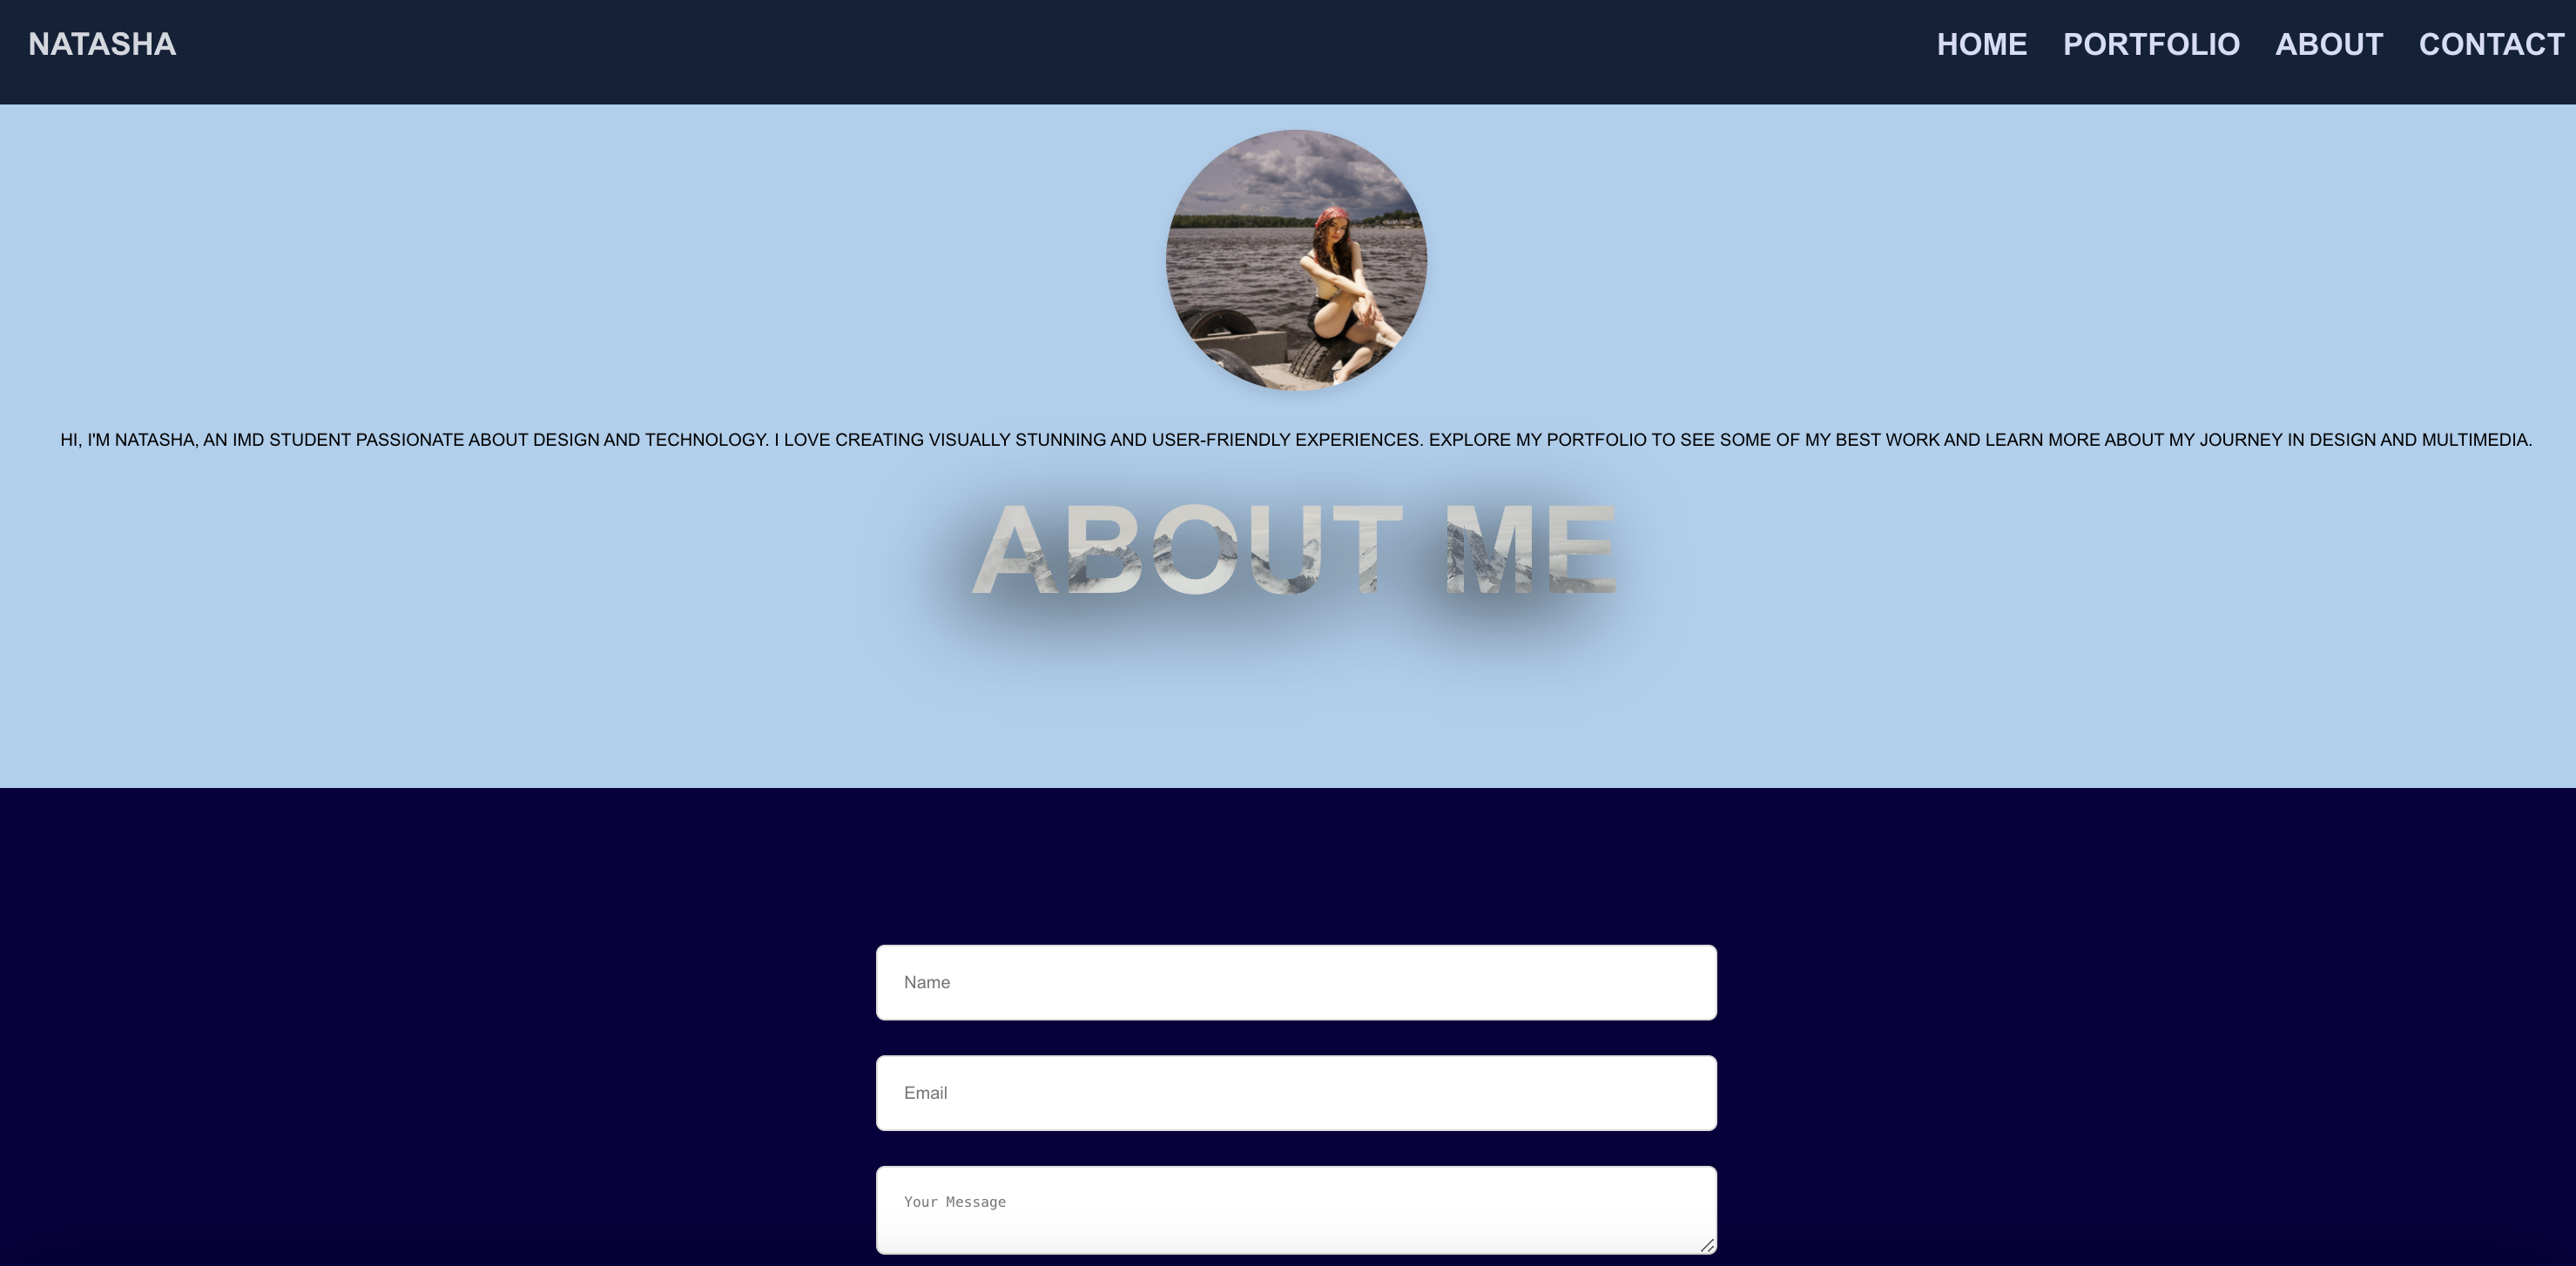 NATASHA
HOME PORTFOLIO ABOUT CONTACT
HI, I'M NATASHA, AN IMD STUDENT PASSIONATE ABOUT DESIGN AND TECHNOLOGY. I LOVE CREATING VISUALLY STUNNING AND USER-FRIENDLY EXPERIENCES. EXPLORE MY PORTFOLIO TO SEE SOME OF MY BEST WORK AND LEARN MORE ABOUT MY JOURNEY IN DESIGN AND MULTIMEDIA.
ABOUT ME
Name
Email
Your Message